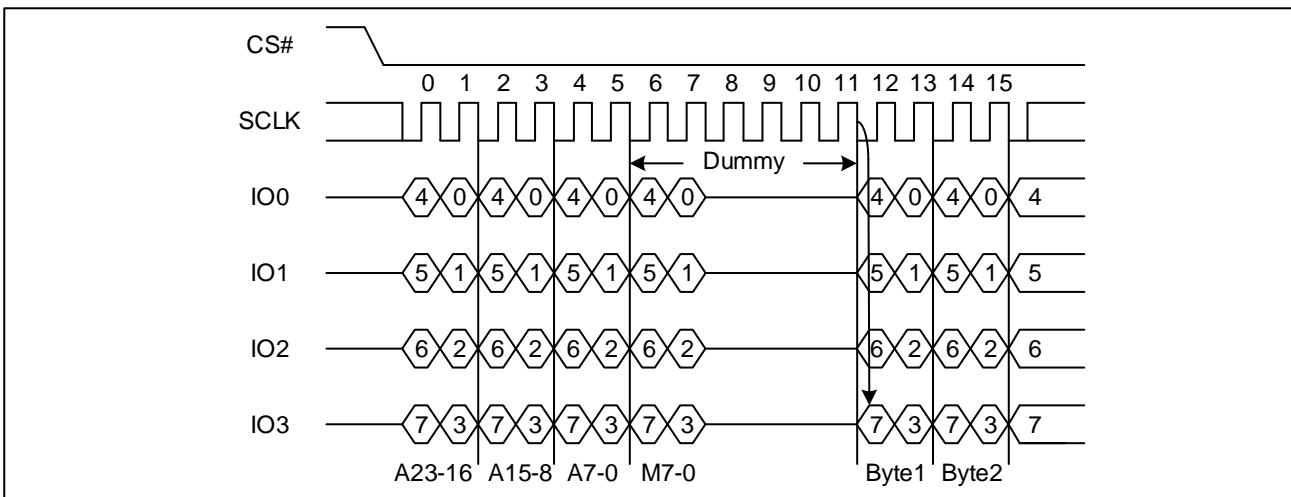 CS#
0 1 2 3 4 5 6 7 8 9 10 11 12 13 14 15
SCLK
Dummy
IO0 4 0 4 0 4 0 4 0 4 0 4 0 4
IO1 5 1 5 1 5 1 5 1 5 1 5 1 5
IO2 6 2 6 2 6 2 6 2 6 2 6 2 6
IO3 7 3 7 3 7 3 7 3 7 3 7 3 7
A23-16 A15-8 A7-0 M7-0 Byte1 Byte2